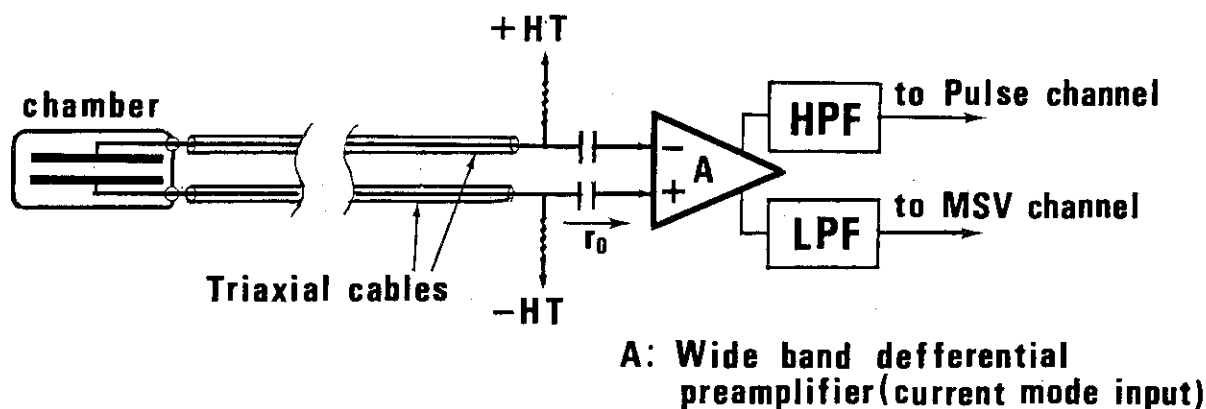 +HT
chamber
HPF
to Pulse channel
−
A
+
r0
LPF
to MSV channel
Triaxial cables
−HT
A: Wide band defferential
preamplifier(current mode input)